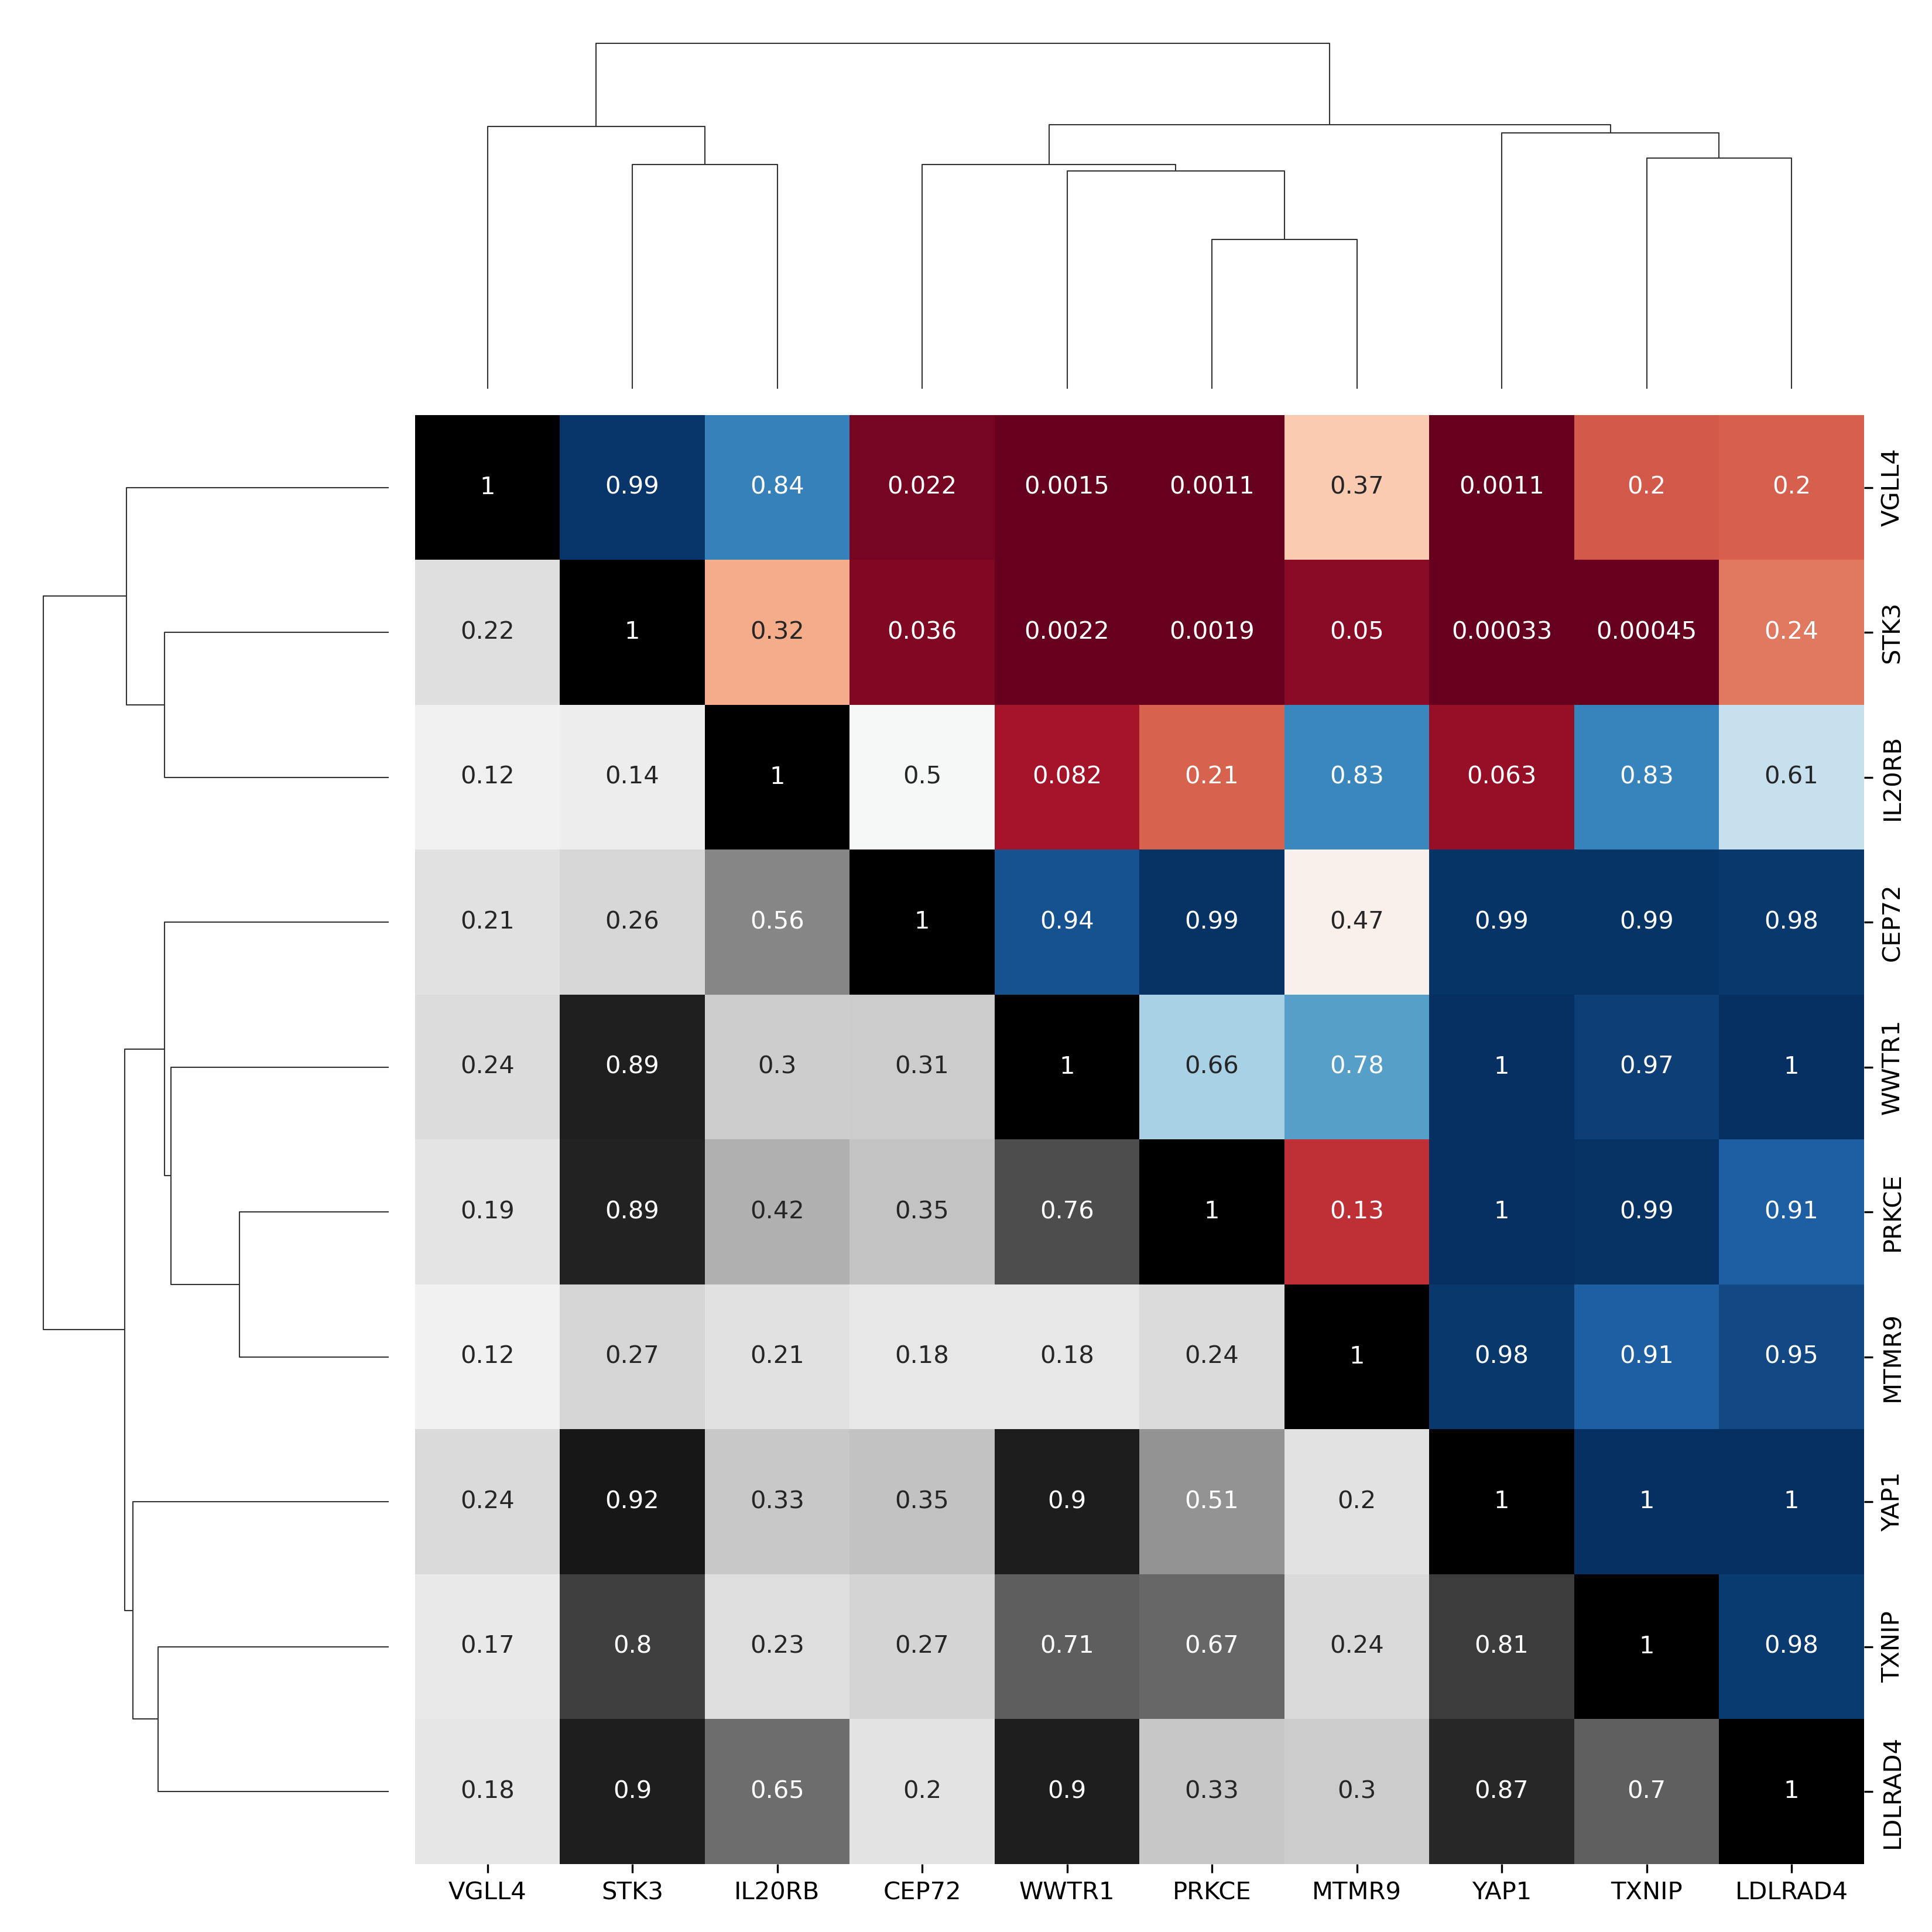 1 0.99 0.84 0.022 0.0015 0.0011 0.37 0.0011 0.2 0.2 VGLL4
0.22 1 0.32 0.036 0.0022 0.0019 0.05 0.00033 0.00045 0.24 STK3
0.12 0.14 1 0.5 0.082 0.21 0.83 0.063 0.83 0.61 IL20RB
0.21 0.26 0.56 1 0.94 0.99 0.47 0.99 0.99 0.98 CEP72
0.24 0.89 0.3 0.31 1 0.66 0.78 1 0.97 1 WWTR1
0.19 0.89 0.42 0.35 0.76 1 0.13 1 0.99 0.91 PRKCE
0.12 0.27 0.21 0.18 0.18 0.24 1 0.98 0.91 0.95 MTMR9
0.24 0.92 0.33 0.35 0.9 0.51 0.2 1 1 1 YAP1
0.17 0.8 0.23 0.27 0.71 0.67 0.24 0.81 1 0.98 TXNIP
0.18 0.9 0.65 0.2 0.9 0.33 0.3 0.87 0.7 1 LDLRAD4
VGLL4 STK3 IL20RB CEP72 WWTR1 PRKCE MTMR9 YAP1 TXNIP LDLRAD4